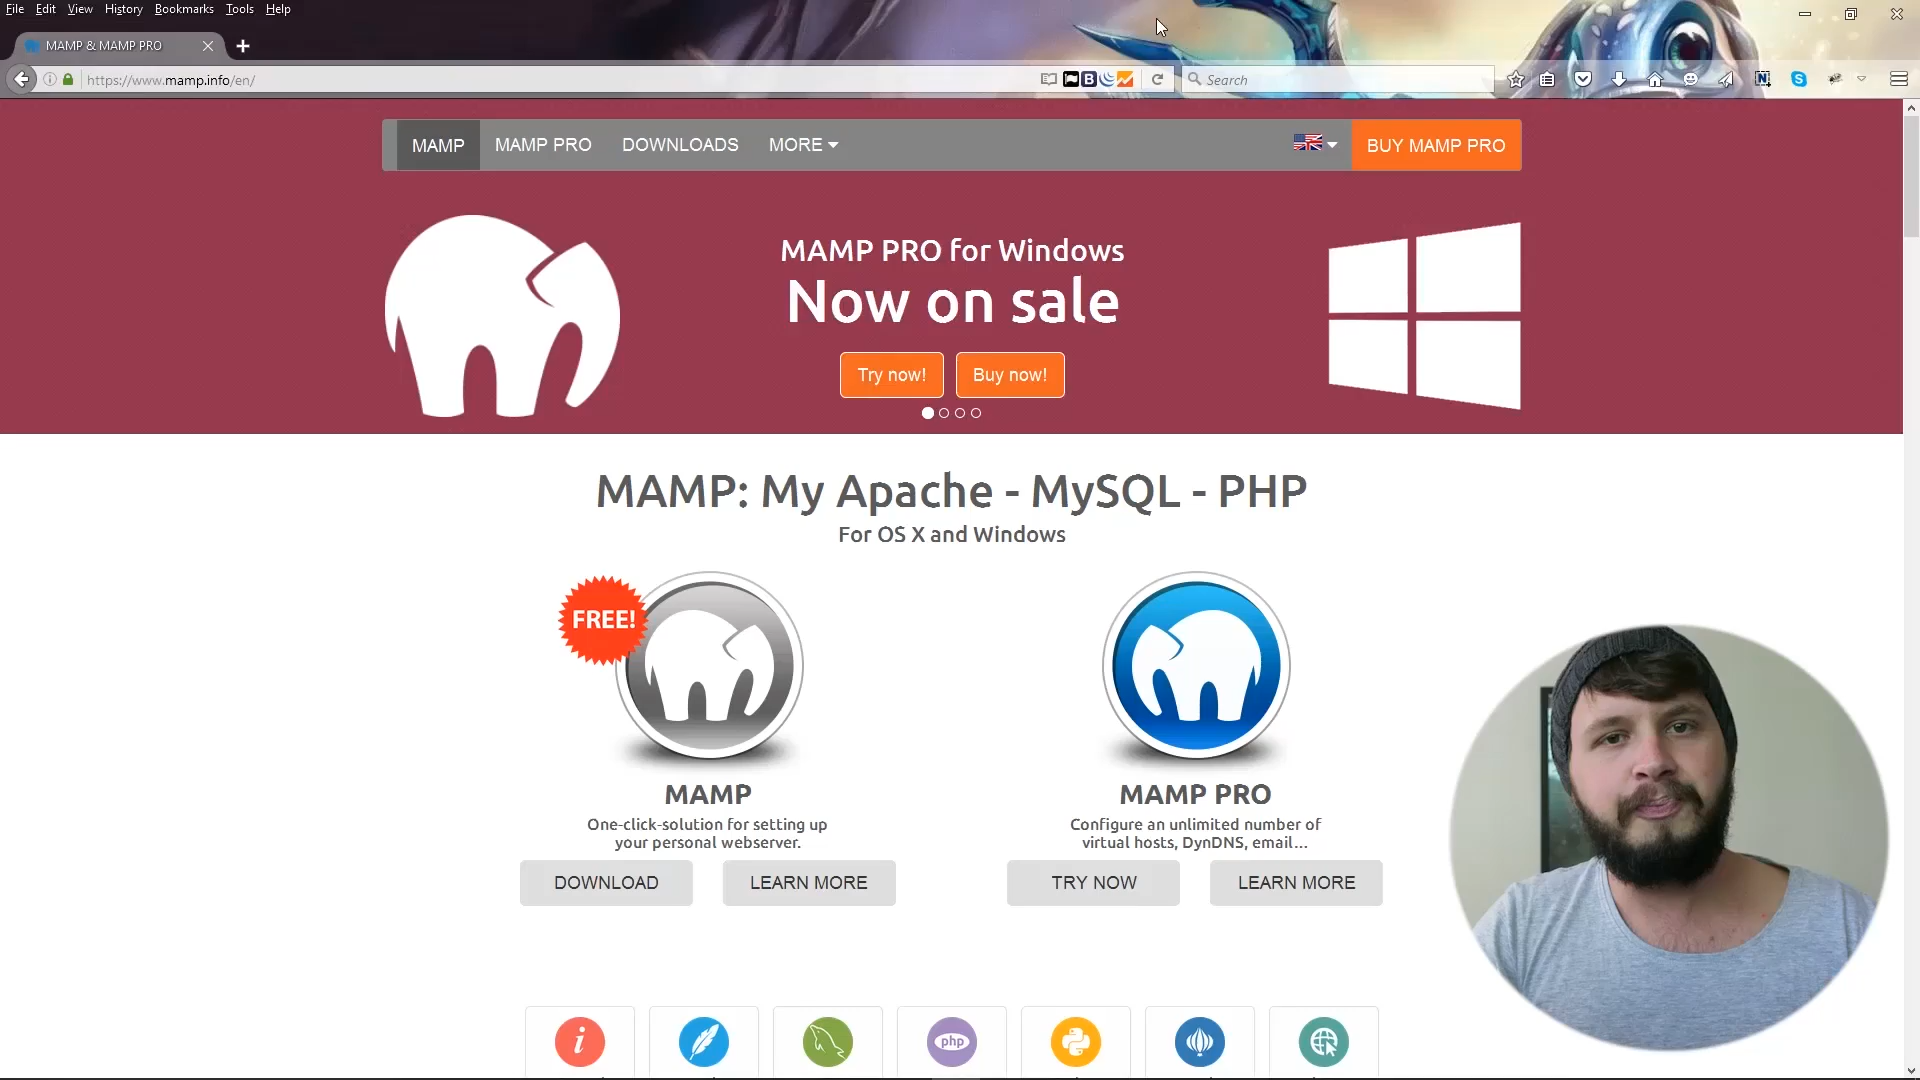 File Edit View History Bookmarks Tools Help
MAMP & MAMP PRO
https://www.mamp.info/en/
Search
MAMP MAMP PRO DOWNLOADS MORE BUY MAMP PRO
MAMP PRO for Windows
Now on sale
Try now! Buy now!
MAMP: My Apache - MySQL - PHP
For OS X and Windows
FREE!
MAMP
One-click-solution for setting up
your personal webserver.
DOWNLOAD LEARN MORE
MAMP PRO
Configure an unlimited number of
virtual hosts, DynDNS, email...
TRY NOW LEARN MORE
i
php